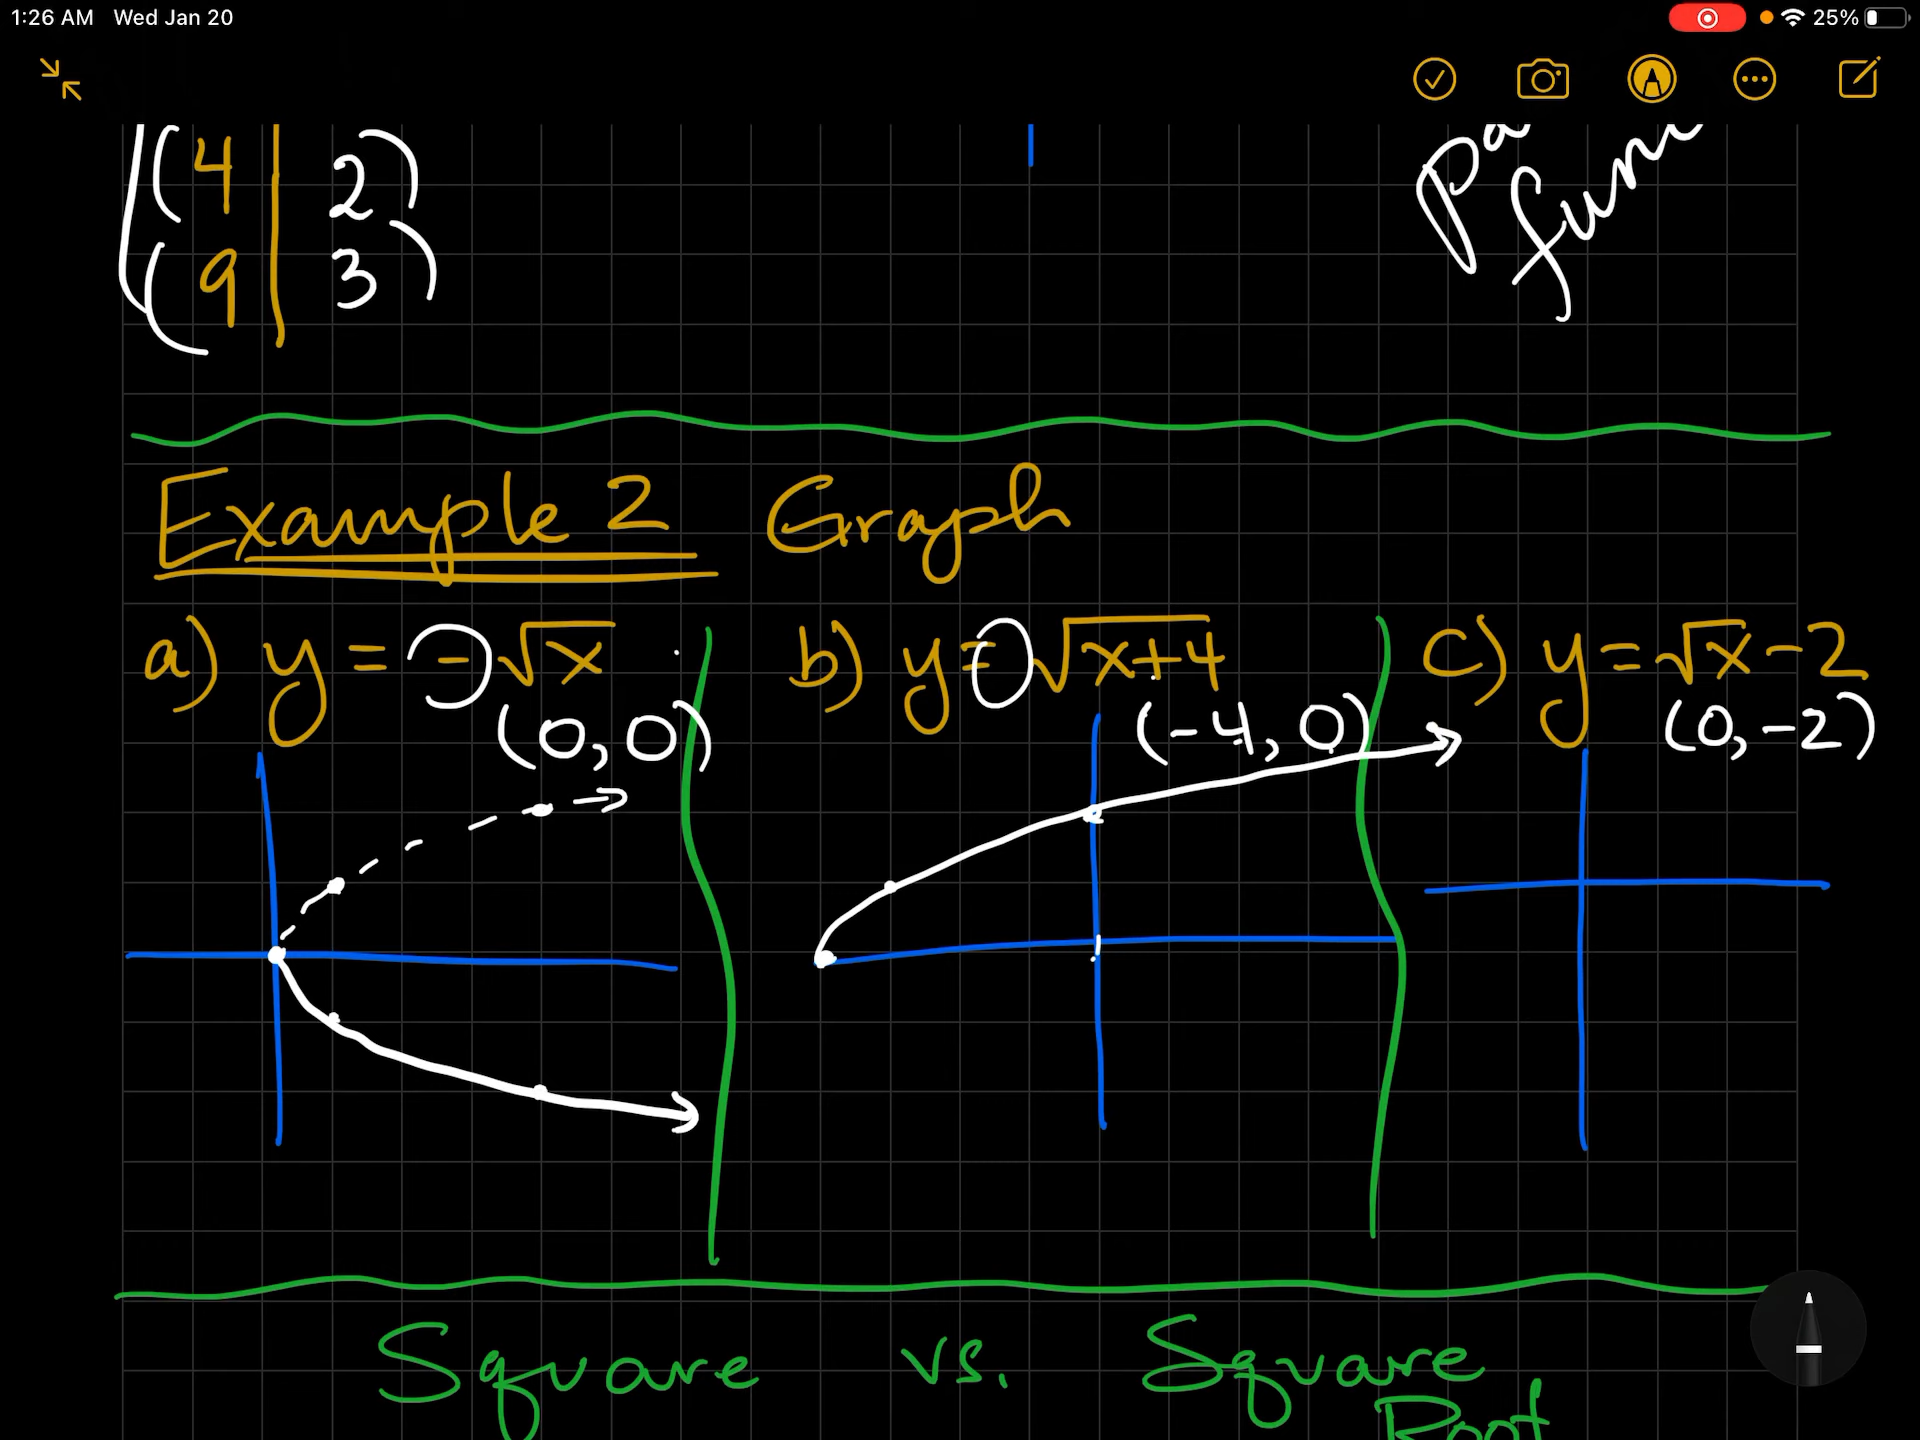 1:26 AM Wed Jan 20 25%
(4 | 2)
(9 | 3)
Example 2 Graph
a) y = -√x b) y = √x+4 c) y = √x - 2
(0,0) (-4,0) (0,-2)
Square vs. Square
Root